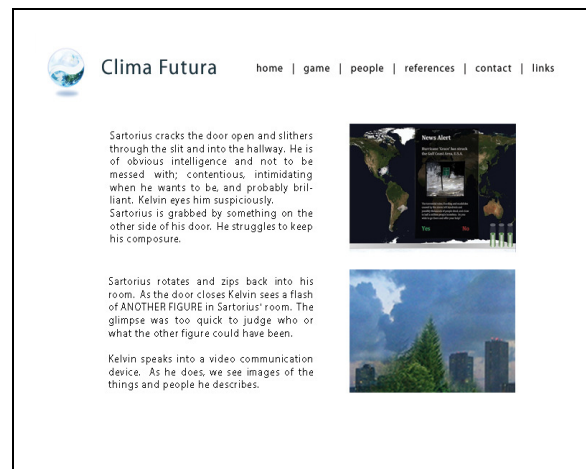 Clima Futura
home | game | people | references | contact | links
Sartorius cracks the door open and slithers
through the slit and into the hallway. He is
of obvious intelligence and not to be
messed with; contentious, intimidating
when he wants to be, and probably bril-
liant. Kelvin eyes him suspiciously.
Sartorius is grabbed by something on the
other side of his door. He struggles to keep
his composure.
News Alert
Yes No
Sartorius rotates and zips back into his
room. As the door closes Kelvin sees a flash
of ANOTHER FIGURE in Sartorius' room. The
glimpse was too quick to judge who or
what the other figure could have been.
Kelvin speaks into a video communication
device. As he does, we see images of the
things and people he describes.